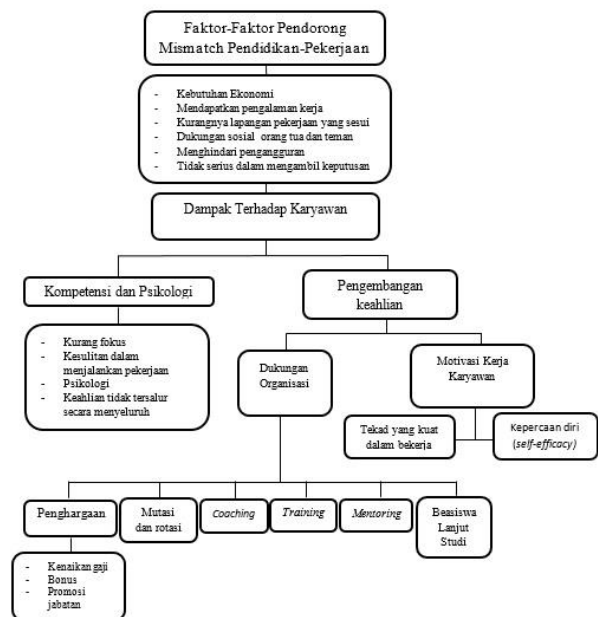 Faktor-Faktor Pendorong
Mismatch Pendidikan-Pekerjaan
- Kebutuhan Ekonomi
- Mendapatkan pengalaman kerja
- Kurangnya lapangan pekerjaan yang sesui
- Dukungan sosial orang tua dan teman
- Menghindari pengangguran
- Tidak serius dalam mengambil keputusan
Dampak Terhadap Karyawan
Kompetensi dan Psikologi
Pengembangan
keahlian
- Kurang fokus
- Kesulitan dalam
menjalankan pekerjaan
- Psikologi
- Keahlian tidak tersalur
secara menyeluruh
Dukungan
Organisasi
Motivasi Kerja
Karyawan
Tekad yang kuat
dalam bekerja
Kepercaan diri
(self-efficacy)
Penghargaan
Mutasi
dan rotasi
Coaching
Training
Mentoring
Beasiswa
Lanjut
Studi
- Kenaikan gaji
- Bonus
- Promosi
jabatan